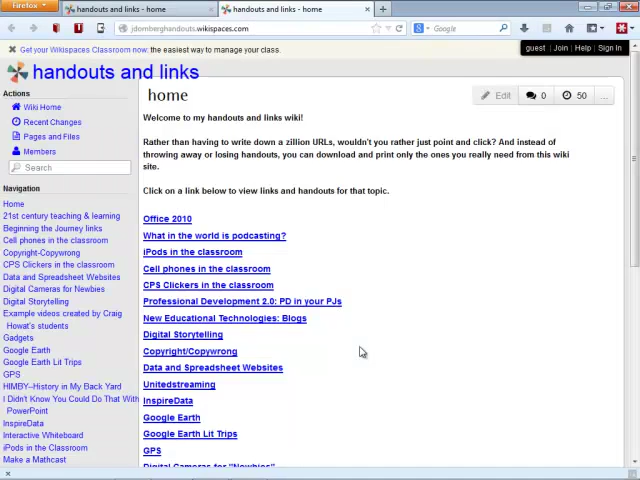 Firefox
handouts and links - home
handouts and links - home
jdornberghandouts.wikispaces.com
Google
Get your Wikispaces Classroom now: the easiest way to manage your class.
guest | Join | Help | Sign In
handouts and links
Actions
Wiki Home
Recent Changes
Pages and Files
Members
Search
Navigation
Home
21st century teaching & learning
Beginning the Journey links
Cell phones in the classroom
Copyright-Copywrong
CPS Clickers in the classroom
Data and Spreadsheet Websites
Digital Cameras for Newbies
Digital Storytelling
Example videos created by Craig
Howat's students
Gadgets
Google Earth
Google Earth Lit Trips
GPS
HIMBY--History in My Back Yard
I Didn't Know You Could Do That With
PowerPoint
InspireData
Interactive Whiteboard
iPods in the Classroom
Make a Mathcast
home
Edit
0
50
...
Welcome to my handouts and links wiki!
Rather than having to write down a zillion URLs, wouldn't you rather just point and click? And instead of
throwing away or losing handouts, you can download and print only the ones you really need from this wiki
site.
Click on a link below to view links and handouts for that topic.
Office 2010
What in the world is podcasting?
iPods in the classroom
Cell phones in the classroom
CPS Clickers in the classroom
Professional Development 2.0: PD in your PJs
New Educational Technologies: Blogs
Digital Storytelling
Copyright/Copywrong
Data and Spreadsheet Websites
Unitedstreaming
InspireData
Google Earth
Google Earth Lit Trips
GPS
Digital Cameras for "Newbies"